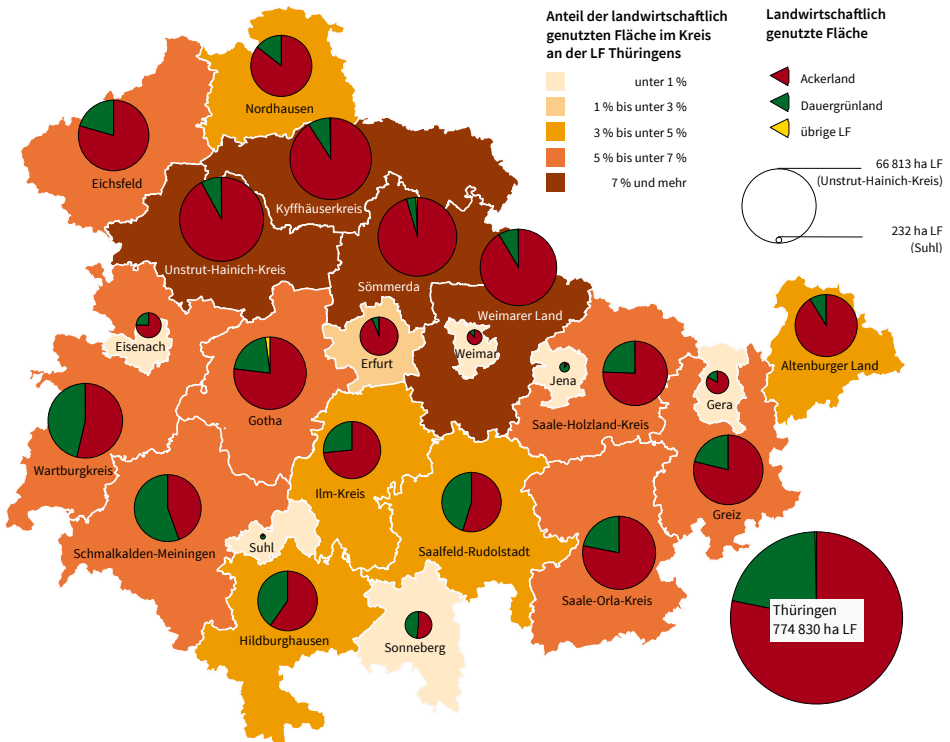 Anteil der landwirtschaftlich
genutzten Fläche im Kreis
an der LF Thüringens
unter 1 %
1 % bis unter 3 %
3 % bis unter 5 %
5 % bis unter 7 %
7 % und mehr
Landwirtschaftlich
genutzte Fläche
Ackerland
Dauergrünland
übrige LF
66 813 ha LF
(Unstrut-Hainich-Kreis)
232 ha LF
(Suhl)
Nordhausen
Eichsfeld
Kyffhäuserkreis
Unstrut-Hainich-Kreis
Sömmerda
Weimarer Land
Eisenach
Erfurt
Weimar
Jena
Altenburger Land
Gera
Gotha
Saale-Holzland-Kreis
Wartburgkreis
Ilm-Kreis
Greiz
Schmalkalden-Meiningen
Suhl
Saalfeld-Rudolstadt
Saale-Orla-Kreis
Hildburghausen
Sonneberg
Thüringen
774 830 ha LF